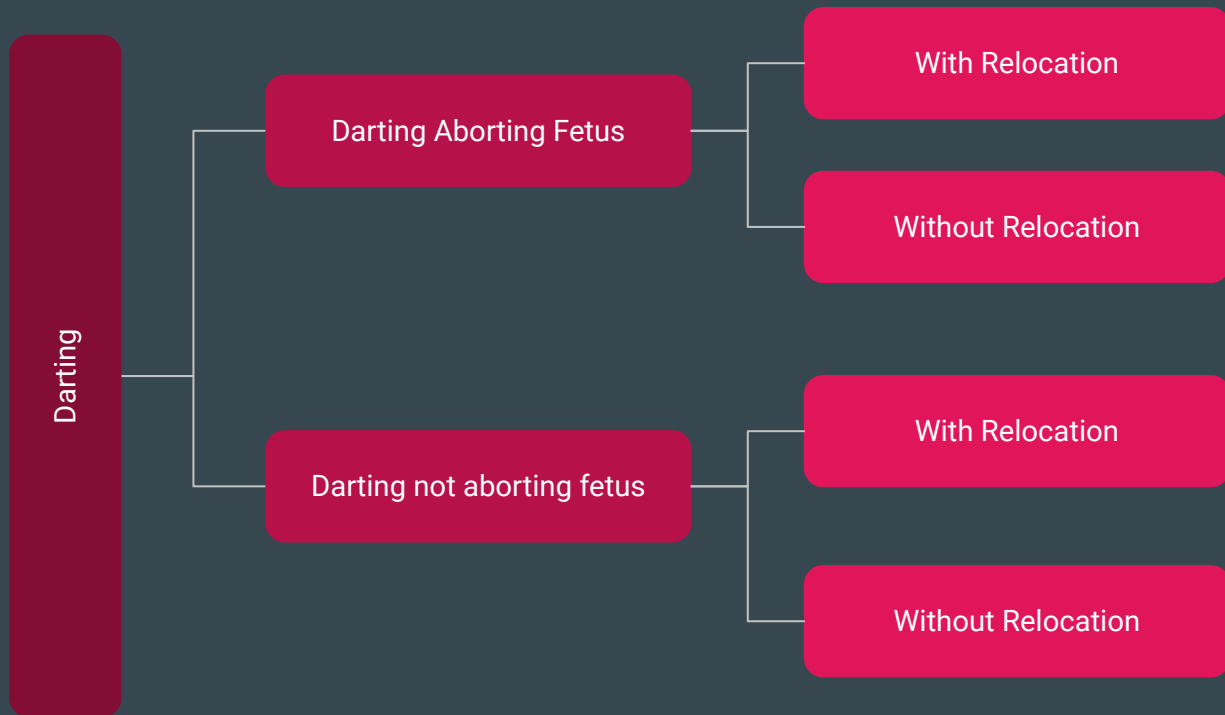 Darting
Darting Aborting Fetus
With Relocation
Without Relocation
Darting not aborting fetus
With Relocation
Without Relocation